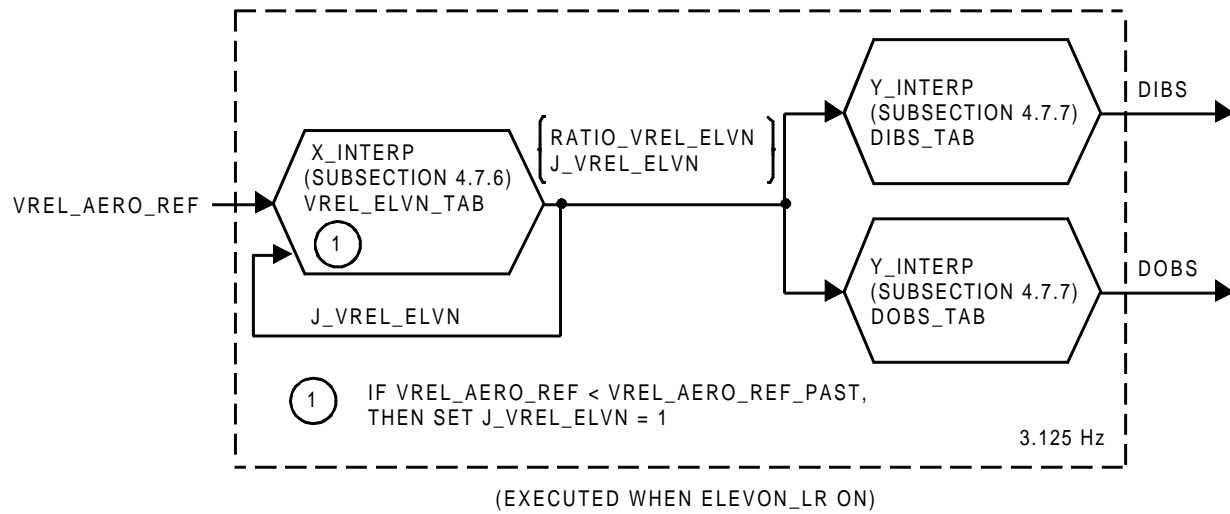 X_INTERP
(SUBSECTION 4.7.6)
VREL_ELVN_TAB
1
VREL_AERO_REF
J_VREL_ELVN
RATIO_VREL_ELVN
J_VREL_ELVN
Y_INTERP
(SUBSECTION 4.7.7)
DIBS_TAB
DIBS
Y_INTERP
(SUBSECTION 4.7.7)
DOBS_TAB
DOBS
1 IF VREL_AERO_REF < VREL_AERO_REF_PAST,
THEN SET J_VREL_ELVN = 1
3.125 Hz
(EXECUTED WHEN ELEVON_LR ON)